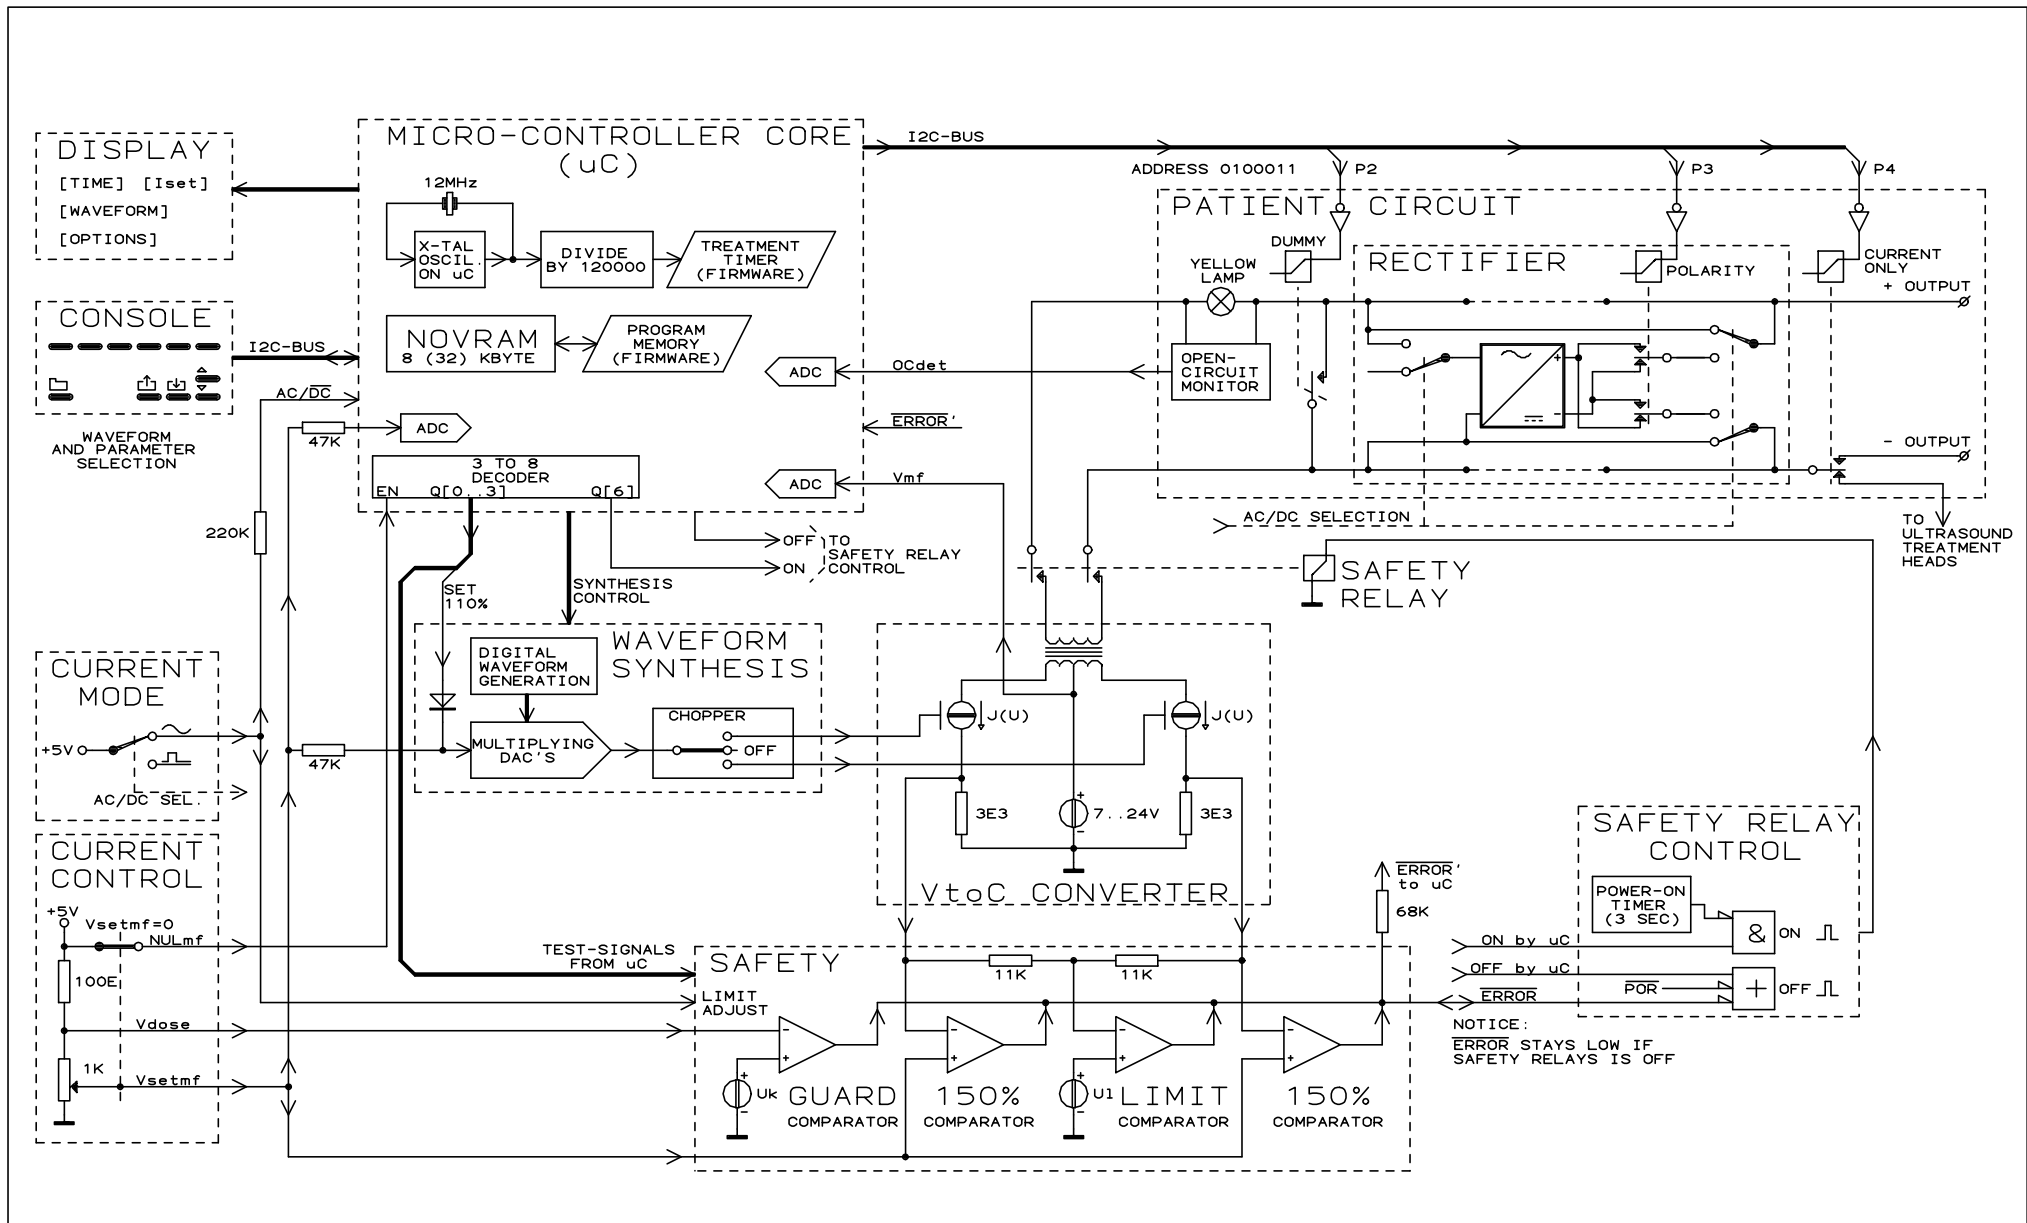 DISPLAY
[TIME] [Iset]
[WAVEFORM]
[OPTIONS]
CONSOLE
WAVEFORM
AND PARAMETER
SELECTION
I2C-BUS
AC/DC
47K
220K
MICRO-CONTROLLER CORE
(uC)
12MHz
X-TAL
OSCIL.
ON uC
DIVIDE
BY 120000
TREATMENT
TIMER
(FIRMWARE)
NOVRAM
8 (32) KBYTE
PROGRAM
MEMORY
(FIRMWARE)
ADC
ADC
ADC
3 TO 8
DECODER
EN Q[0..3] Q[6]
I2C-BUS
ADDRESS 0100011
P2
P3
P4
OCdet
ERROR'
Vmf
OFF
ON
TO
SAFETY RELAY
CONTROL
SET
110%
SYNTHESIS
CONTROL
PATIENT CIRCUIT
DUMMY
YELLOW
LAMP
OPEN-
CIRCUIT
MONITOR
RECTIFIER
POLARITY
CURRENT
ONLY
+ OUTPUT
+
-
- OUTPUT
AC/DC SELECTION
TO
ULTRASOUND
TREATMENT
HEADS
SAFETY
RELAY
CURRENT
MODE
+5V
AC/DC SEL.
47K
WAVEFORM
SYNTHESIS
DIGITAL
WAVEFORM
GENERATION
MULTIPLYING
DAC'S
CHOPPER
OFF
J(U)
J(U)
3E3
+
7..24V
-
3E3
VtoC CONVERTER
CURRENT
CONTROL
+5V
Vsetmf=0
NULmf
100E
Vdose
1K
Vsetmf
TEST-SIGNALS
FROM uC
LIMIT
ADJUST
SAFETY
11K
11K
ERROR'
to uC
68K
-
+
-
+
-
+
-
+
+
Uk
-
GUARD
COMPARATOR
150%
COMPARATOR
+
Ul
-
LIMIT
COMPARATOR
150%
COMPARATOR
SAFETY RELAY
CONTROL
POWER-ON
TIMER
(3 SEC)
& ON
ON by uC
OFF by uC
POR
+ OFF
ERROR
NOTICE:
ERROR STAYS LOW IF
SAFETY RELAYS IS OFF